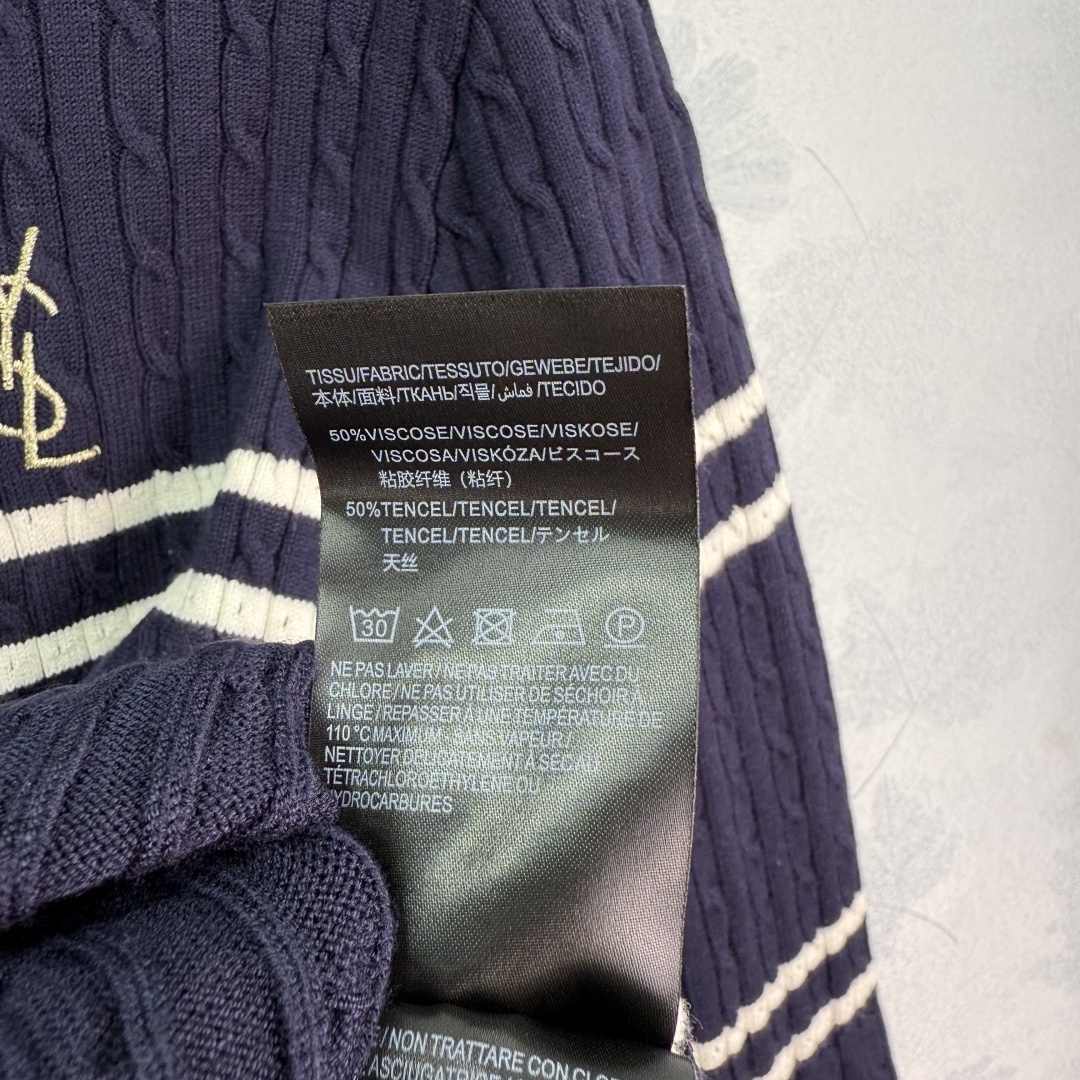 YSL
TISSU/FABRIC/TESSUTO/GEWEBE/TEJIDO/
本体/面料/ТКАНЬ/직물/قماش/TECIDO
50%VISCOSE/VISCOSE/VISKOSE/
VISCOSA/VISKÓZA/ビスコース
粘胶纤维（粘纤）
50%TENCEL/TENCEL/TENCEL/
TENCEL/TENCEL/テンセル
天丝
30 P
NE PAS LAVER/NE PAS TRAITER AVEC DU
CHLORE/NE PAS UTILISER DE SÉCHOIR À
LINGE/REPASSER À UNE TEMPÉRATURE DE
110°C MAXIMUM - SANS VAPEUR/
NETTOYER DÉLICATEMENT À SEC AU
TÉTRACHLOROÉTHYLÈNE OU
YDROCARBURES
/NON TRATTARE CON CLO